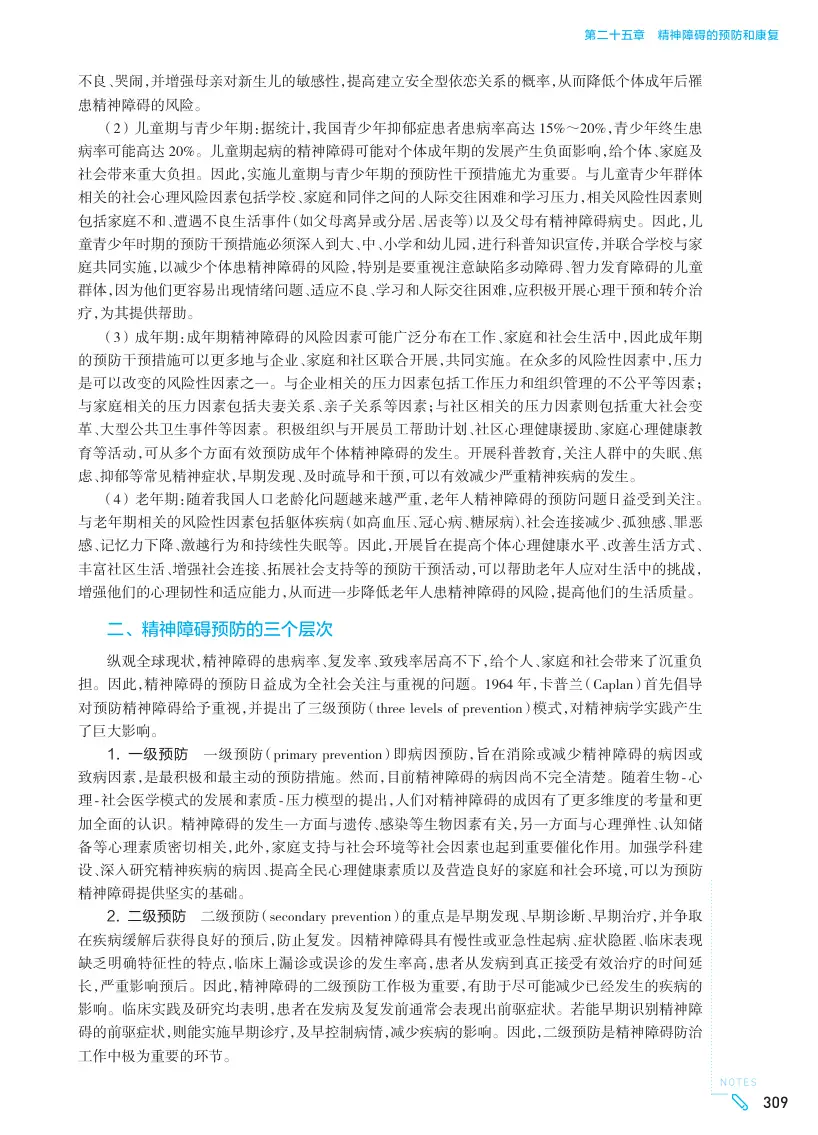 第二十五章 精神障碍的预防和康复
不良、哭闹,并增强母亲对新生儿的敏感性,提高建立安全型依恋关系的概率,从而降低个体成年后罹
患精神障碍的风险。
（2）儿童期与青少年期:据统计,我国青少年抑郁症患者患病率高达 15%～20%,青少年终生患
病率可能高达 20%。儿童期起病的精神障碍可能对个体成年期的发展产生负面影响,给个体、家庭及
社会带来重大负担。因此,实施儿童期与青少年期的预防性干预措施尤为重要。与儿童青少年群体
相关的社会心理风险因素包括学校、家庭和同伴之间的人际交往困难和学习压力,相关风险性因素则
包括家庭不和、遭遇不良生活事件（如父母离异或分居、居丧等）以及父母有精神障碍病史。因此,儿
童青少年时期的预防干预措施必须深入到大、中、小学和幼儿园,进行科普知识宣传,并联合学校与家
庭共同实施,以减少个体患精神障碍的风险,特别是要重视注意缺陷多动障碍、智力发育障碍的儿童
群体,因为他们更容易出现情绪问题、适应不良、学习和人际交往困难,应积极开展心理干预和转介治
疗,为其提供帮助。
（3）成年期:成年期精神障碍的风险因素可能广泛分布在工作、家庭和社会生活中,因此成年期
的预防干预措施可以更多地与企业、家庭和社区联合开展,共同实施。在众多的风险性因素中,压力
是可以改变的风险性因素之一。与企业相关的压力因素包括工作压力和组织管理的不公平等因素;
与家庭相关的压力因素包括夫妻关系、亲子关系等因素;与社区相关的压力因素则包括重大社会变
革、大型公共卫生事件等因素。积极组织与开展员工帮助计划、社区心理健康援助、家庭心理健康教
育等活动,可从多个方面有效预防成年个体精神障碍的发生。开展科普教育,关注人群中的失眠、焦
虑、抑郁等常见精神症状,早期发现、及时疏导和干预,可以有效减少严重精神疾病的发生。
（4）老年期:随着我国人口老龄化问题越来越严重,老年人精神障碍的预防问题日益受到关注。
与老年期相关的风险性因素包括躯体疾病（如高血压、冠心病、糖尿病）、社会连接减少、孤独感、罪恶
感、记忆力下降、激越行为和持续性失眠等。因此,开展旨在提高个体心理健康水平、改善生活方式、
丰富社区生活、增强社会连接、拓展社会支持等的预防干预活动,可以帮助老年人应对生活中的挑战,
增强他们的心理韧性和适应能力,从而进一步降低老年人患精神障碍的风险,提高他们的生活质量。
二、精神障碍预防的三个层次
纵观全球现状,精神障碍的患病率、复发率、致残率居高不下,给个人、家庭和社会带来了沉重负
担。因此,精神障碍的预防日益成为全社会关注与重视的问题。1964 年,卡普兰（Caplan）首先倡导
对预防精神障碍给予重视,并提出了三级预防（three levels of prevention）模式,对精神病学实践产生
了巨大影响。
1. 一级预防 一级预防（primary prevention）即病因预防,旨在消除或减少精神障碍的病因或
致病因素,是最积极和最主动的预防措施。然而,目前精神障碍的病因尚不完全清楚。随着生物-心
理-社会医学模式的发展和素质-压力模型的提出,人们对精神障碍的成因有了更多维度的考量和更
加全面的认识。精神障碍的发生一方面与遗传、感染等生物因素有关,另一方面与心理弹性、认知储
备等心理素质密切相关,此外,家庭支持与社会环境等社会因素也起到重要催化作用。加强学科建
设、深入研究精神疾病的病因、提高全民心理健康素质以及营造良好的家庭和社会环境,可以为预防
精神障碍提供坚实的基础。
2. 二级预防 二级预防（secondary prevention）的重点是早期发现、早期诊断、早期治疗,并争取
在疾病缓解后获得良好的预后,防止复发。因精神障碍具有慢性或亚急性起病、症状隐匿、临床表现
缺乏明确特征性的特点,临床上漏诊或误诊的发生率高,患者从发病到真正接受有效治疗的时间延
长,严重影响预后。因此,精神障碍的二级预防工作极为重要,有助于尽可能减少已经发生的疾病的
影响。临床实践及研究均表明,患者在发病及复发前通常会表现出前驱症状。若能早期识别精神障
碍的前驱症状,则能实施早期诊疗,及早控制病情,减少疾病的影响。因此,二级预防是精神障碍防治
工作中极为重要的环节。
NOTES
309